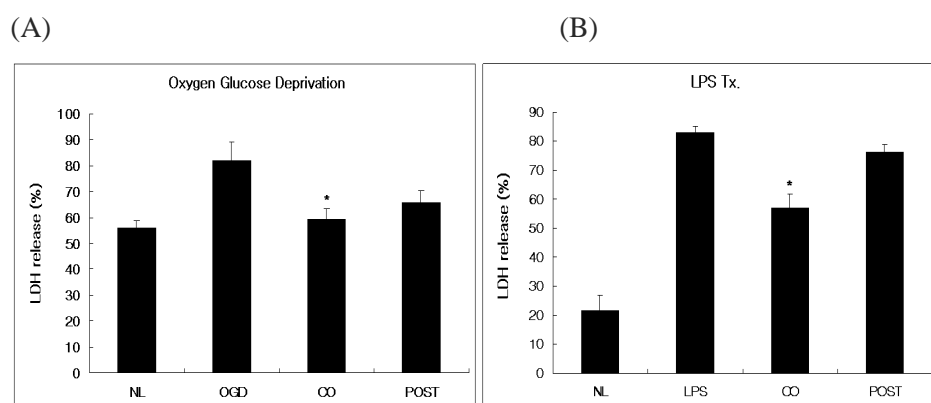 (A)
(B)
Oxygen Glucose Deprivation
LDH release (%)
100
90
80
70
60
50
40
30
20
10
0
*
NL OGD CO POST
LPS Tx.
LDH release (%)
90
80
70
60
50
40
30
20
10
0
*
NL LPS CO POST